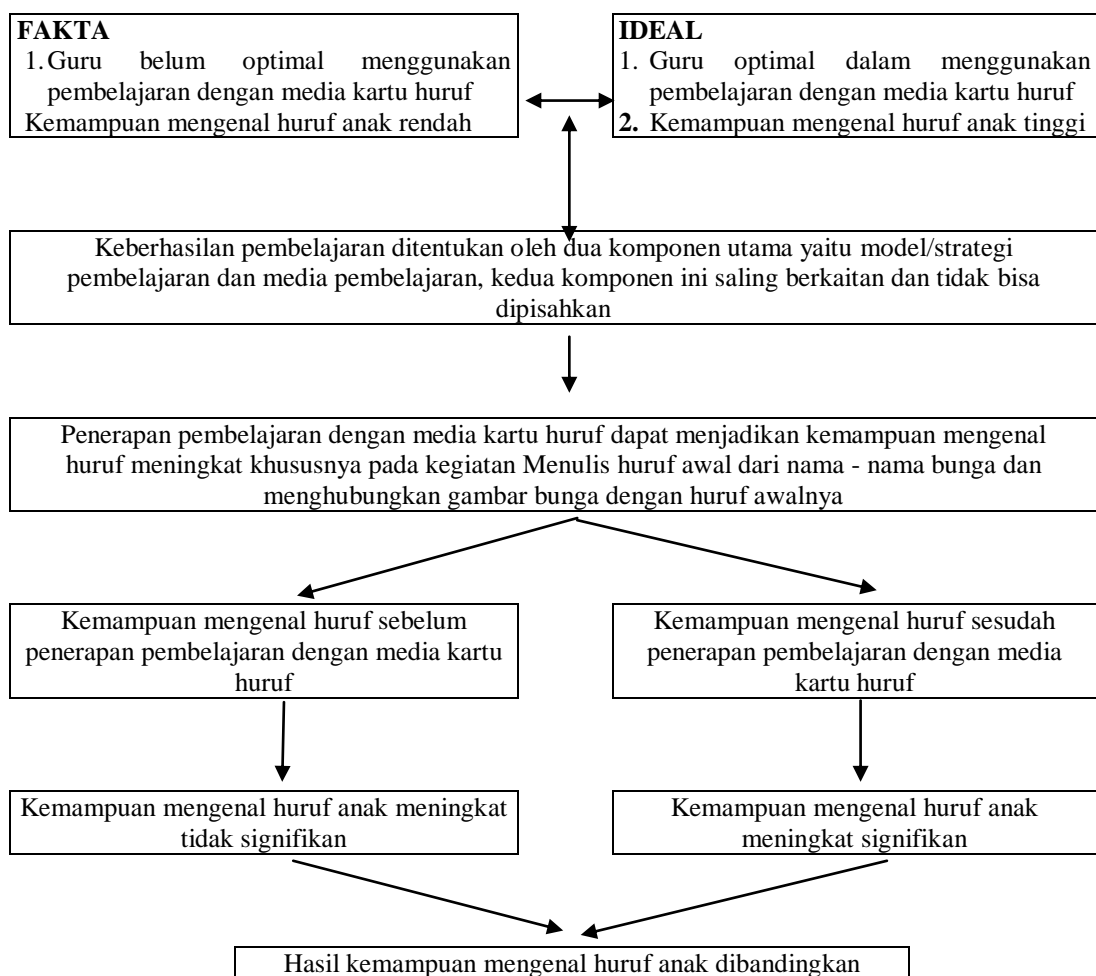 FAKTA
1. Guru belum optimal menggunakan
pembelajaran dengan media kartu huruf
Kemampuan mengenal huruf anak rendah
IDEAL
1. Guru optimal dalam menggunakan
pembelajaran dengan media kartu huruf
2. Kemampuan mengenal huruf anak tinggi
Keberhasilan pembelajaran ditentukan oleh dua komponen utama yaitu model/strategi
pembelajaran dan media pembelajaran, kedua komponen ini saling berkaitan dan tidak bisa
dipisahkan
Penerapan pembelajaran dengan media kartu huruf dapat menjadikan kemampuan mengenal
huruf meningkat khususnya pada kegiatan Menulis huruf awal dari nama - nama bunga dan
menghubungkan gambar bunga dengan huruf awalnya
Kemampuan mengenal huruf sebelum
penerapan pembelajaran dengan media kartu
huruf
Kemampuan mengenal huruf sesudah
penerapan pembelajaran dengan media
kartu huruf
Kemampuan mengenal huruf anak meningkat
tidak signifikan
Kemampuan mengenal huruf anak
meningkat signifikan
Hasil kemampuan mengenal huruf anak dibandingkan